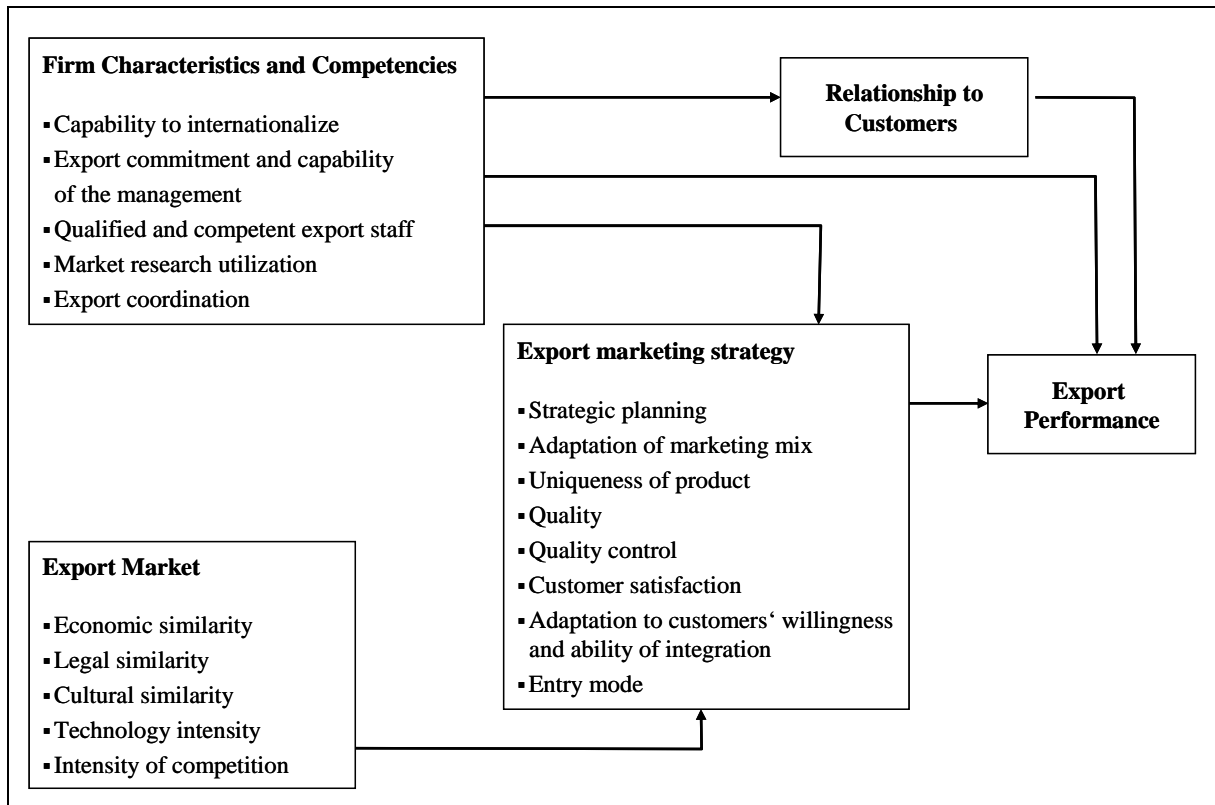 Firm Characteristics and Competencies
▪Capability to internationalize
▪Export commitment and capability
of the management
▪Qualified and competent export staff
▪Market research utilization
▪Export coordination
Relationship to
Customers
Export marketing strategy
▪Strategic planning
▪Adaptation of marketing mix
▪Uniqueness of product
▪Quality
▪Quality control
▪Customer satisfaction
▪Adaptation to customers‘ willingness
and ability of integration
▪Entry mode
Export
Performance
Export Market
▪Economic similarity
▪Legal similarity
▪Cultural similarity
▪Technology intensity
▪Intensity of competition